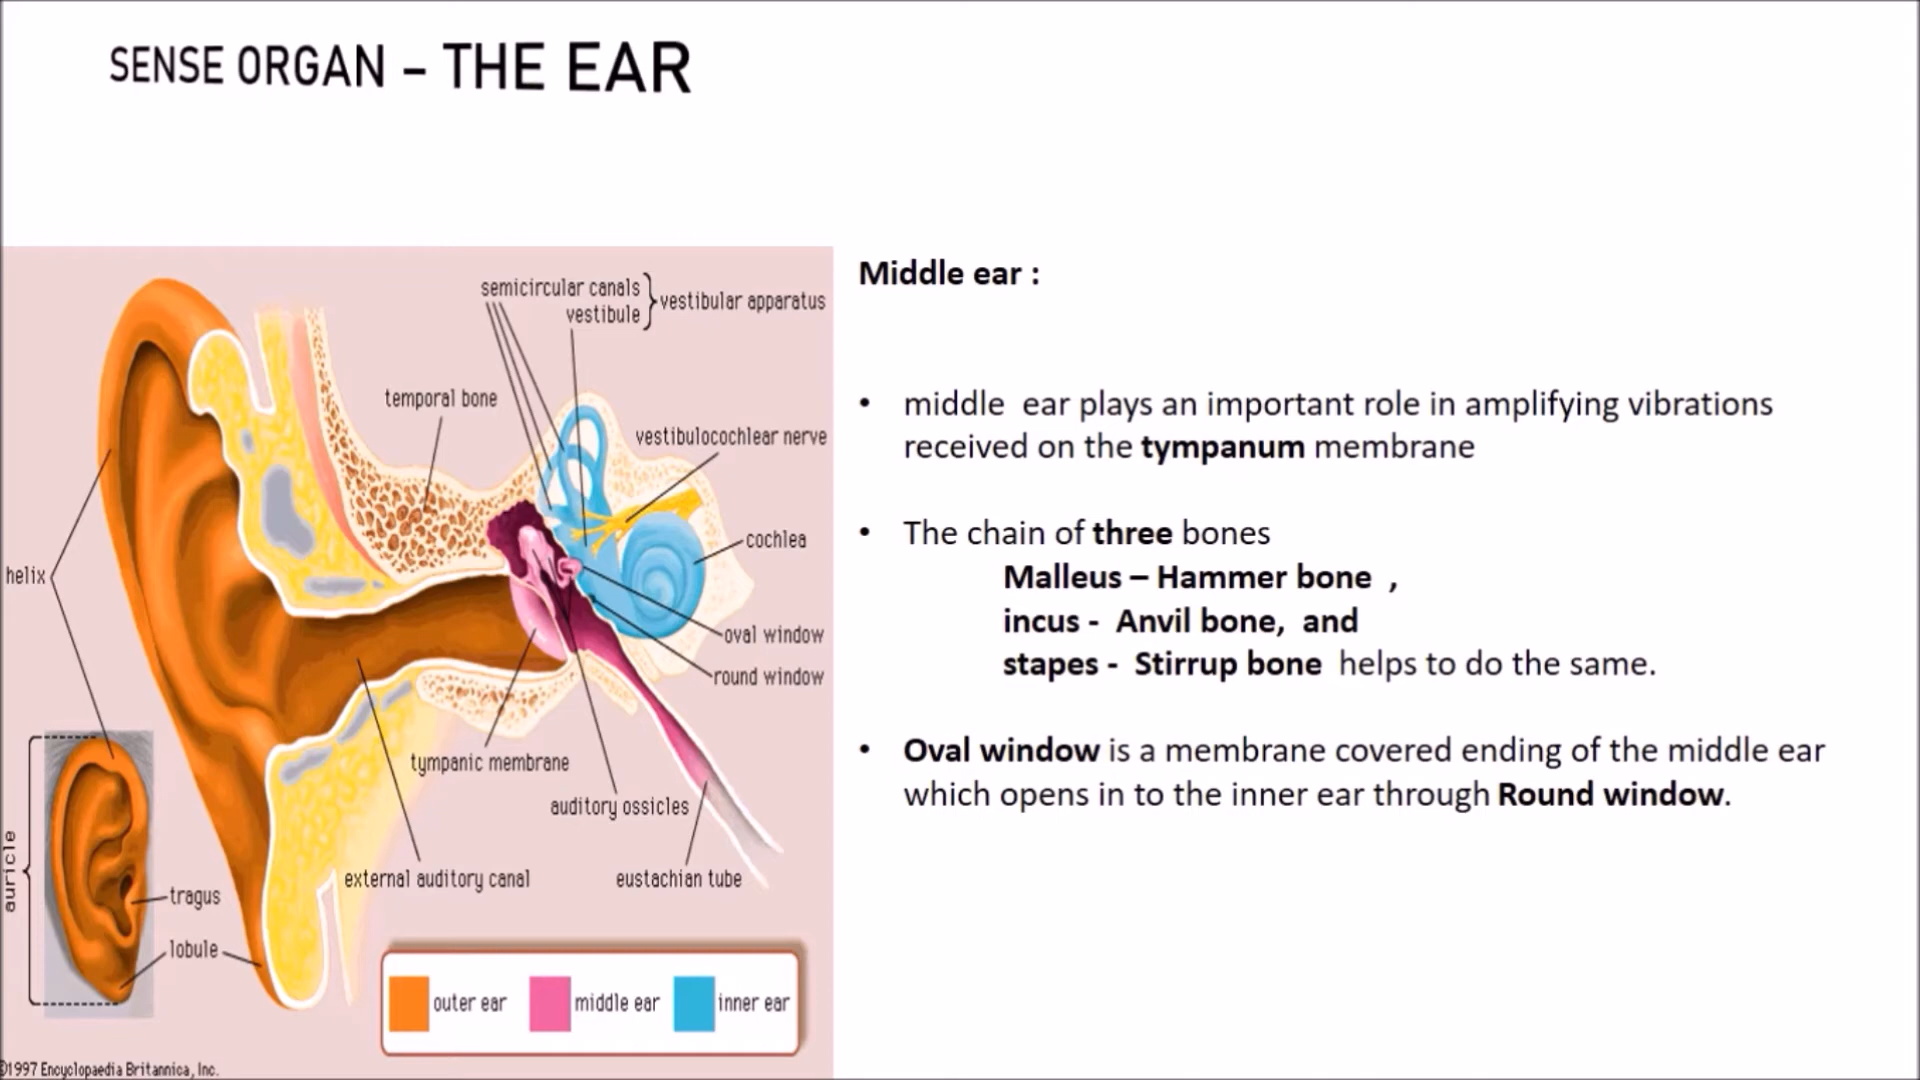 SENSE ORGAN – THE EAR
semicircular canals
vestibule
vestibular apparatus
temporal bone
vestibulocochlear nerve
cochlea
helix
oval window
round window
tympanic membrane
auditory ossicles
external auditory canal
eustachian tube
auricle
tragus
lobule
outer ear
middle ear
inner ear
©1997 Encyclopaedia Britannica, Inc.
Middle ear :
• middle ear plays an important role in amplifying vibrations
received on the tympanum membrane
• The chain of three bones
Malleus – Hammer bone ,
incus - Anvil bone, and
stapes - Stirrup bone helps to do the same.
• Oval window is a membrane covered ending of the middle ear
which opens in to the inner ear through Round window.